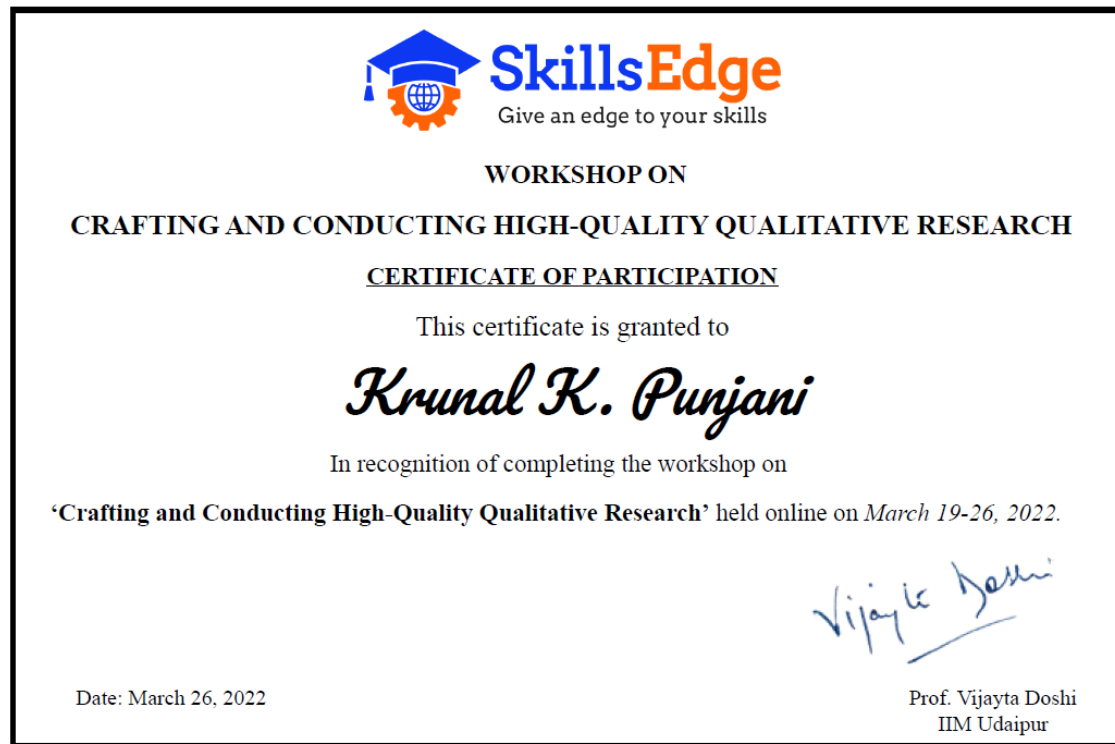 SkillsEdge
Give an edge to your skills
WORKSHOP ON
CRAFTING AND CONDUCTING HIGH-QUALITY QUALITATIVE RESEARCH
CERTIFICATE OF PARTICIPATION
This certificate is granted to
Krunal K. Punjani
In recognition of completing the workshop on
‘Crafting and Conducting High-Quality Qualitative Research’ held online on March 19-26, 2022.
Vijayta Doshi
Date: March 26, 2022
Prof. Vijayta Doshi
IIM Udaipur